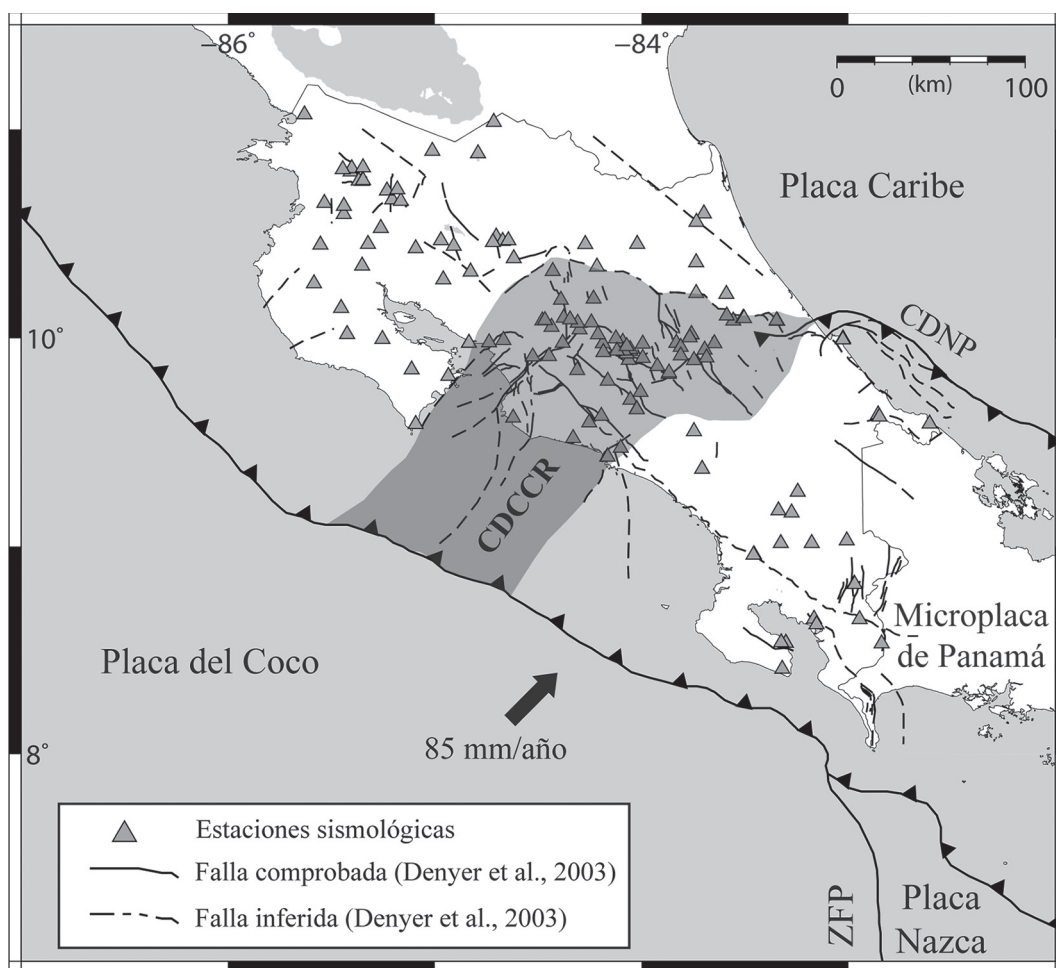 −86°
−84°
0
(km)
100
Placa Caribe
10°
CDNP
CDCCR
Microplaca
de Panamá
Placa del Coco
85 mm/año
8°
Estaciones sismológicas
Falla comprobada (Denyer et al., 2003)
Falla inferida (Denyer et al., 2003)
ZFP
Placa
Nazca